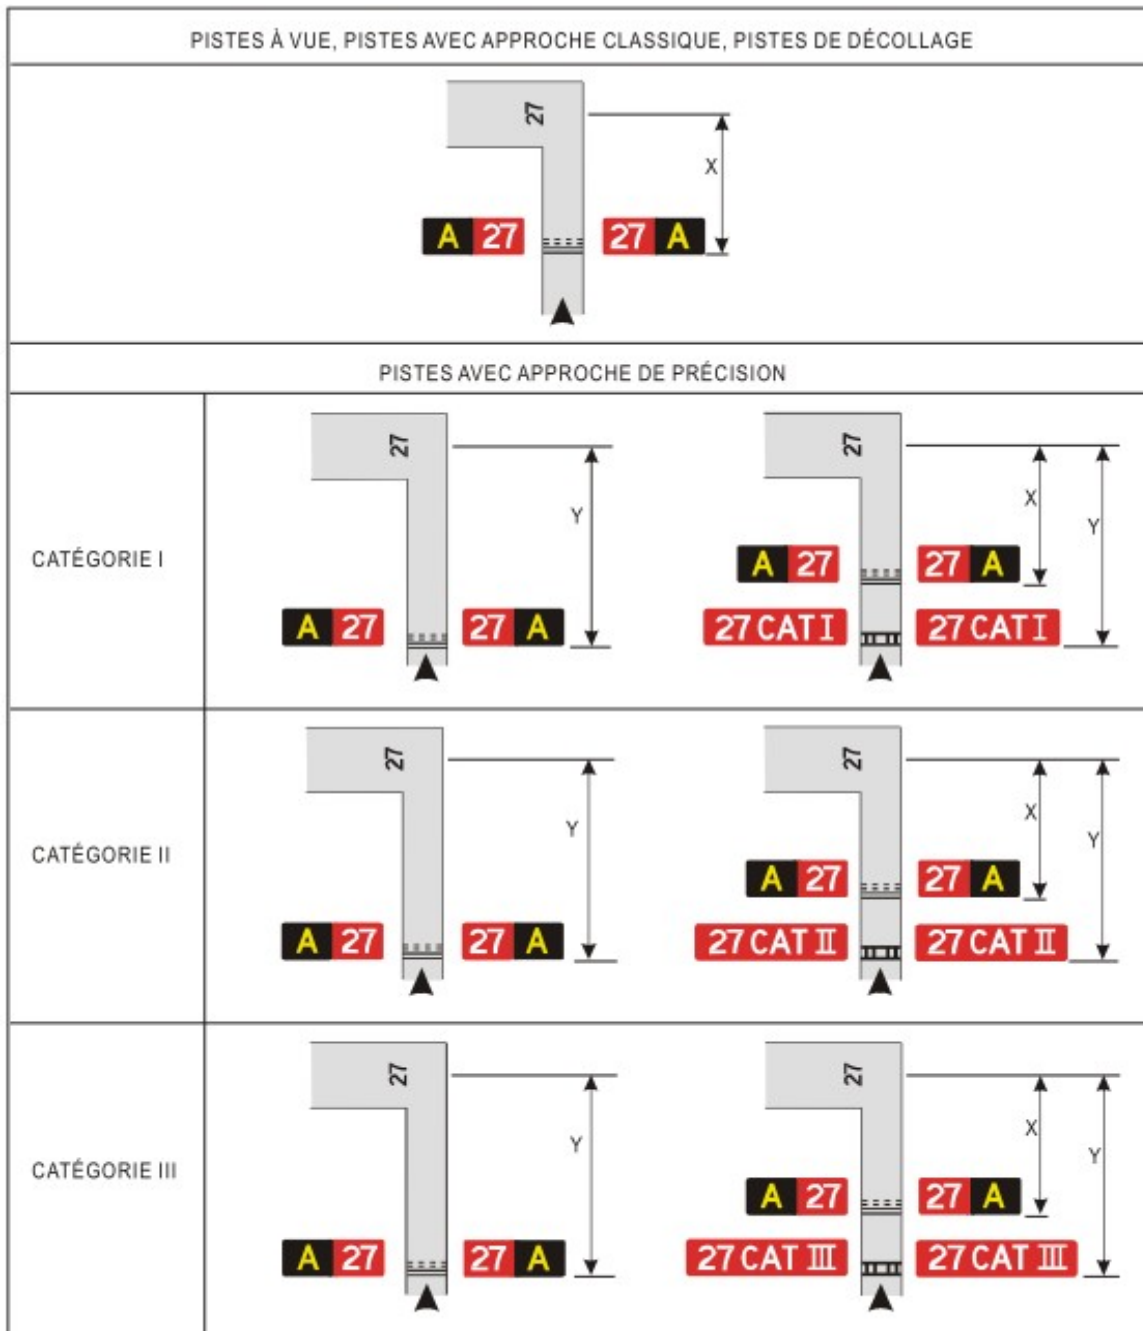 PISTES À VUE, PISTES AVEC APPROCHE CLASSIQUE, PISTES DE DÉCOLLAGE
27
X
A 27 27 A
PISTES AVEC APPROCHE DE PRÉCISION
27 27
X
Y Y
CATÉGORIE I
A 27 27 A
A 27 27 A
27 CAT I 27 CAT I
27 27
X
Y Y
CATÉGORIE II
A 27 27 A
A 27 27 A
27 CAT II 27 CAT II
27 27
X
Y Y
CATÉGORIE III
A 27 27 A
A 27 27 A
27 CAT III 27 CAT III